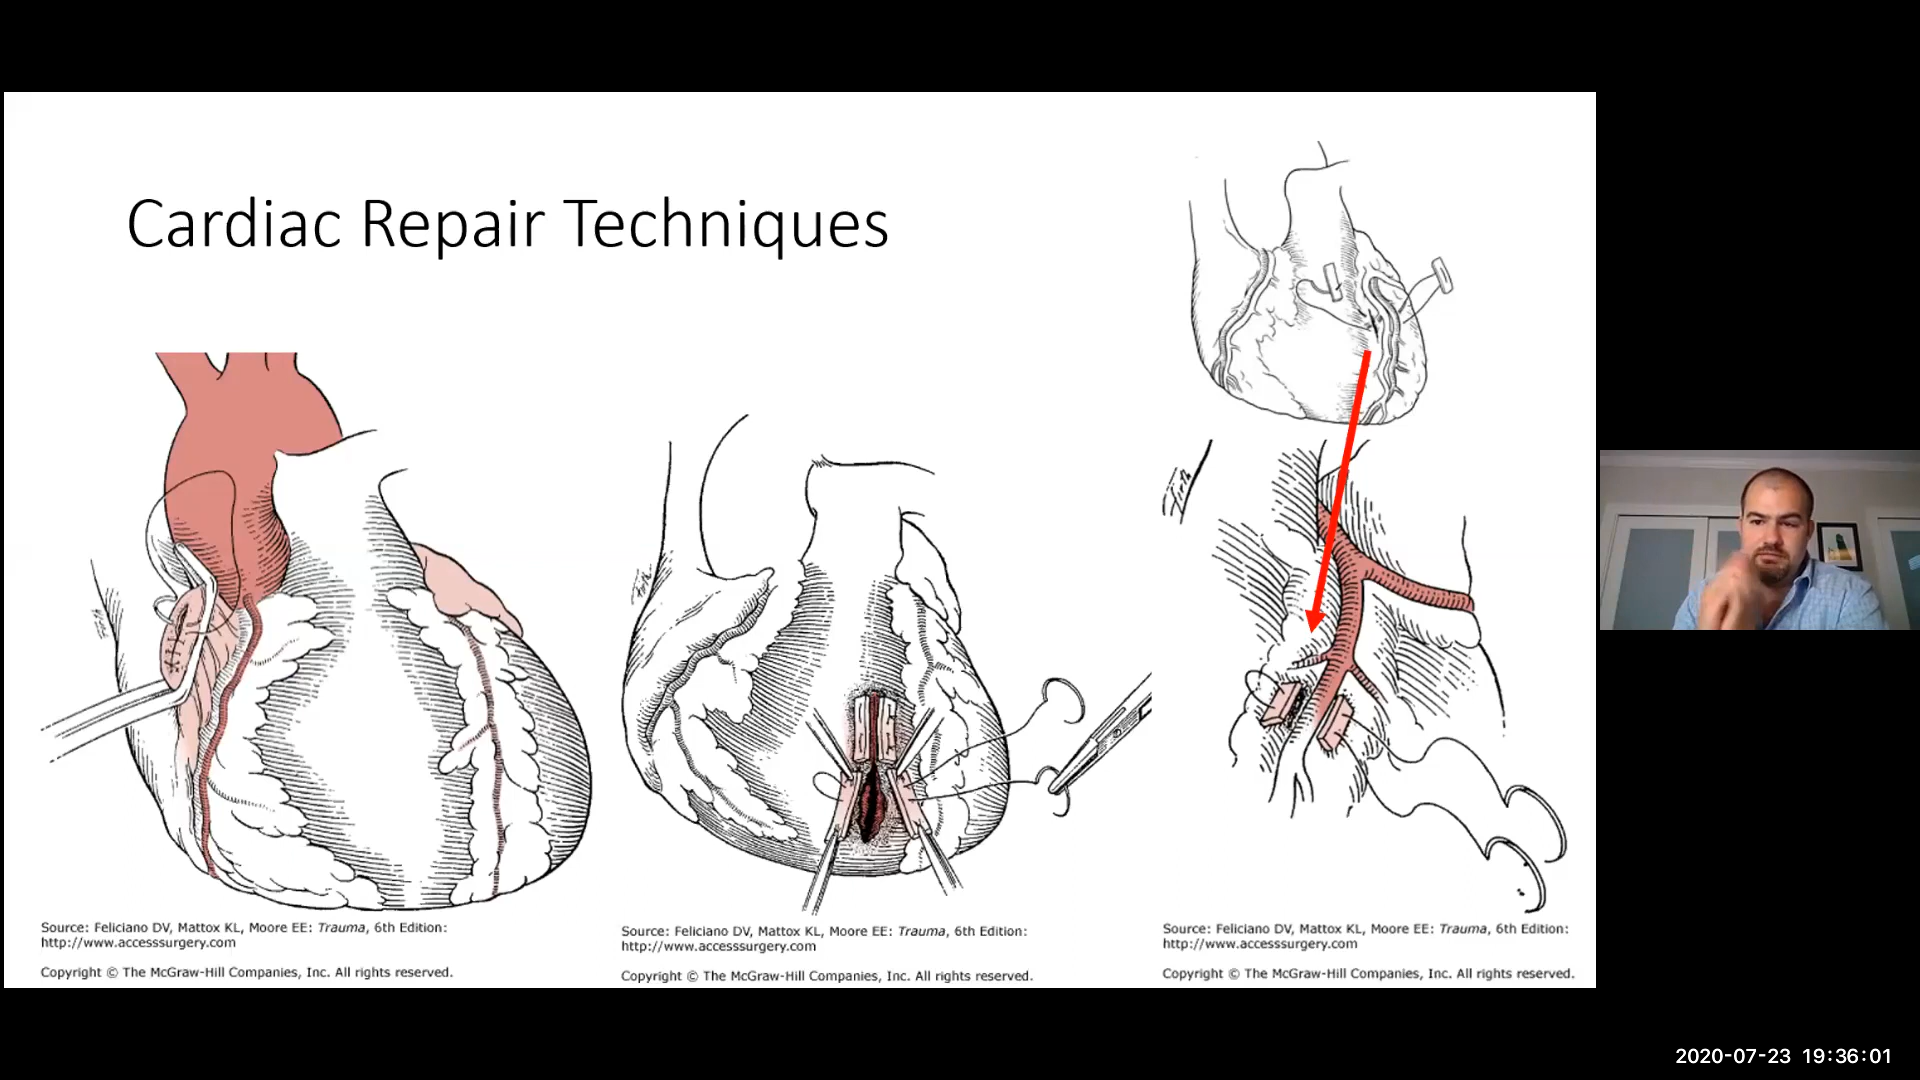 Cardiac Repair Techniques
Source: Feliciano DV, Mattox KL, Moore EE: Trauma, 6th Edition:
http://www.accesssurgery.com
Copyright © The McGraw-Hill Companies, Inc. All rights reserved.
Source: Feliciano DV, Mattox KL, Moore EE: Trauma, 6th Edition:
http://www.accesssurgery.com
Copyright © The McGraw-Hill Companies, Inc. All rights reserved.
Source: Feliciano DV, Mattox KL, Moore EE: Trauma, 6th Edition:
http://www.accesssurgery.com
Copyright © The McGraw-Hill Companies, Inc. All rights reserved.
2020-07-23 19:36:01